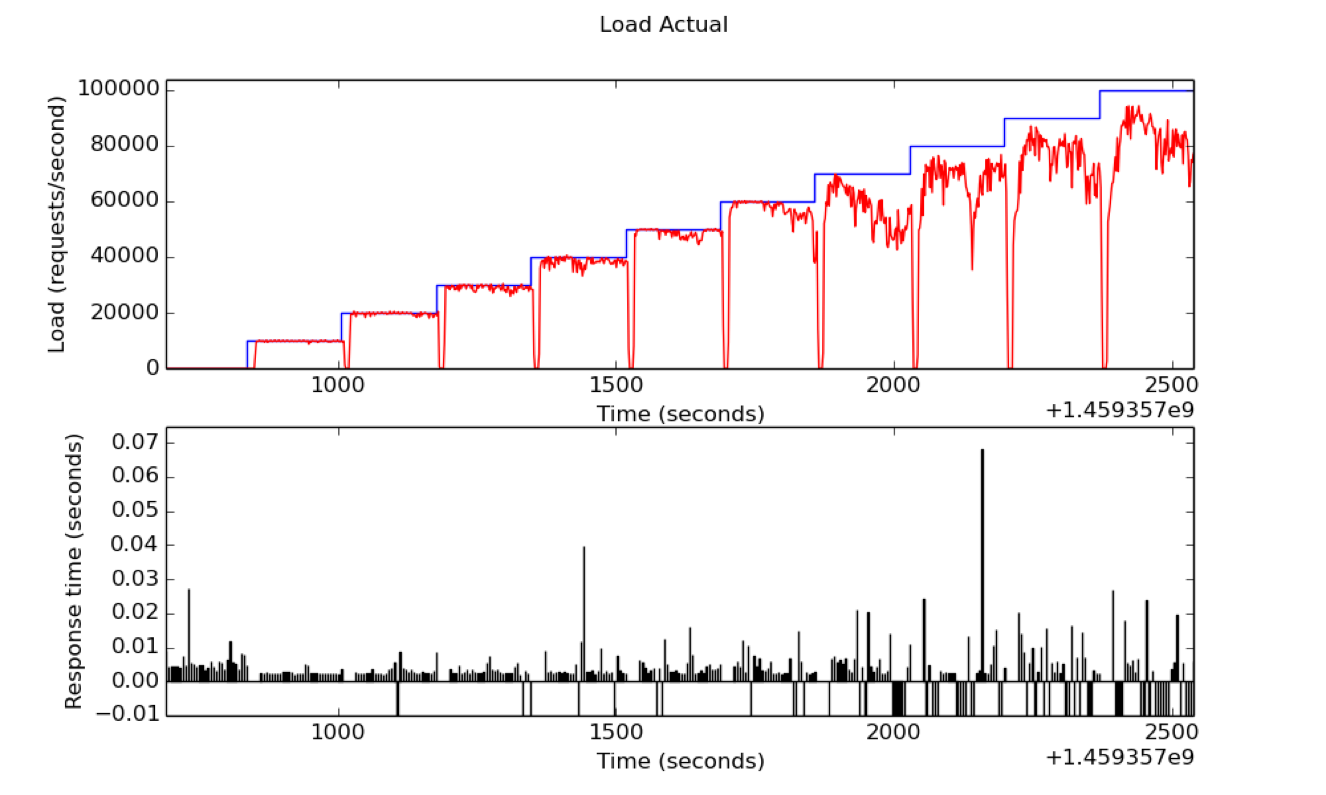 Load Actual
100000
80000
60000
40000
20000
0
Load (requests/second)
1000 1500 2000 2500
Time (seconds)
+1.459357e9
0.07
0.06
0.05
0.04
0.03
0.02
0.01
0.00
−0.01
Response time (seconds)
1000 1500 2000 2500
Time (seconds)
+1.459357e9